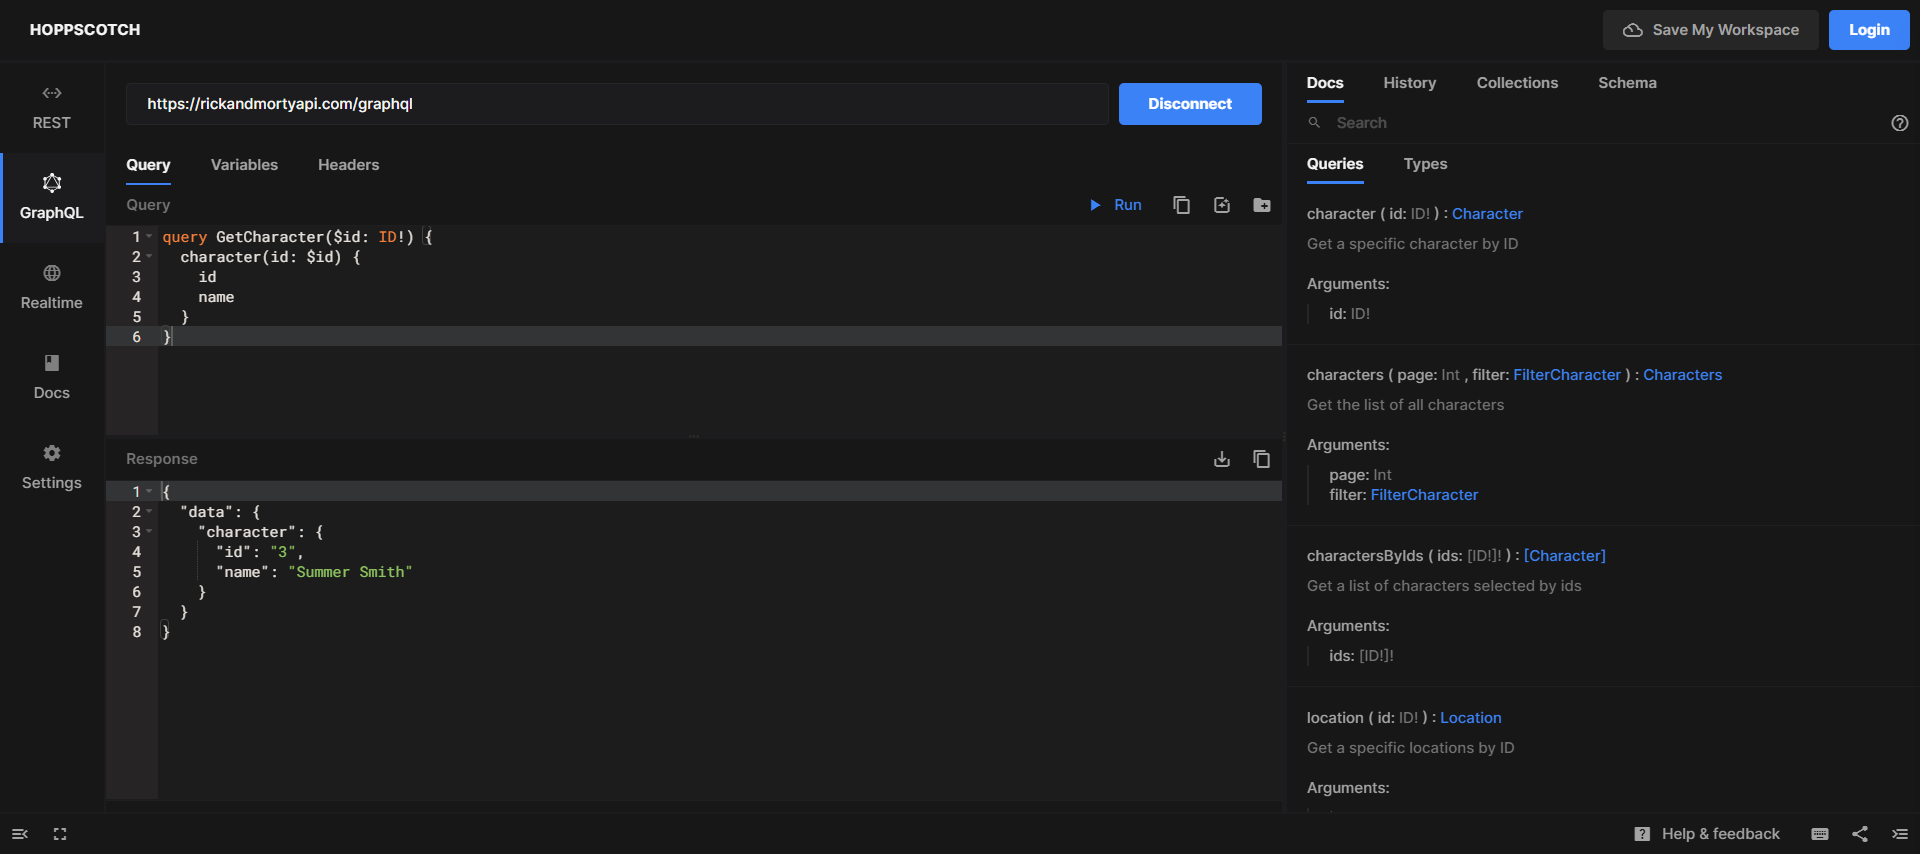 HOPPSCOTCH
Save My Workspace
Login
REST
GraphQL
Realtime
Docs
Settings
https://rickandmortyapi.com/graphql
Disconnect
Query Variables Headers
Query
Run
1 query GetCharacter($id: ID!) {
2 character(id: $id) {
3 id
4 name
5 }
6 }
Response
1 {
2 "data": {
3 "character": {
4 "id": "3",
5 "name": "Summer Smith"
6 }
7 }
8 }
Docs History Collections Schema
Search
Queries Types
character ( id: ID! ) : Character
Get a specific character by ID
Arguments:
id: ID!
characters ( page: Int , filter: FilterCharacter ) : Characters
Get the list of all characters
Arguments:
page: Int
filter: FilterCharacter
charactersByIds ( ids: [ID!]! ) : [Character]
Get a list of characters selected by ids
Arguments:
ids: [ID!]!
location ( id: ID! ) : Location
Get a specific locations by ID
Arguments:
Help & feedback